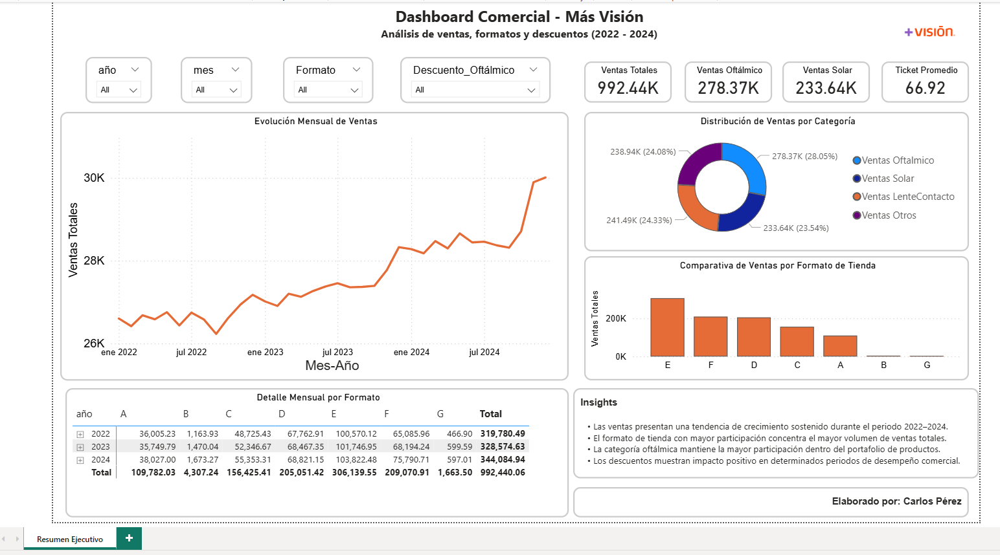 Dashboard Comercial - Más Visión
Análisis de ventas, formatos y descuentos (2022 - 2024)
+VISIÓN.
año
All
mes
All
Formato
All
Descuento_Oftálmico
All
Ventas Totales
992.44K
Ventas Oftálmico
278.37K
Ventas Solar
233.64K
Ticket Promedio
66.92
Evolución Mensual de Ventas
Ventas Totales
30K
28K
26K
ene 2022 jul 2022 ene 2023 jul 2023 ene 2024 jul 2024
Mes-Año
Distribución de Ventas por Categoría
238.94K (24.08%)
278.37K (28.05%)
241.49K (24.33%)
233.64K (23.54%)
Ventas Oftalmico
Ventas Solar
Ventas LenteContacto
Ventas Otros
Comparativa de Ventas por Formato de Tienda
Ventas Totales
200K
0K
E F D C A B G
Detalle Mensual por Formato
año A B C D E F G Total
2022 36,005.23 1,163.93 48,725.43 67,762.91 100,570.12 65,085.96 466.90 319,780.49
2023 35,749.79 1,470.04 52,346.67 68,467.35 101,746.95 68,194.24 599.59 328,574.63
2024 38,027.00 1,673.27 55,353.31 68,821.15 103,822.48 75,790.71 597.01 344,084.94
Total 109,782.03 4,307.24 156,425.41 205,051.42 306,139.55 209,070.91 1,663.50 992,440.06
Insights
• Las ventas presentan una tendencia de crecimiento sostenido durante el periodo 2022–2024.
• El formato de tienda con mayor participación concentra el mayor volumen de ventas totales.
• La categoría oftálmica mantiene la mayor participación dentro del portafolio de productos.
• Los descuentos muestran impacto positivo en determinados periodos de desempeño comercial.
Elaborado por: Carlos Pérez
Resumen Ejecutivo